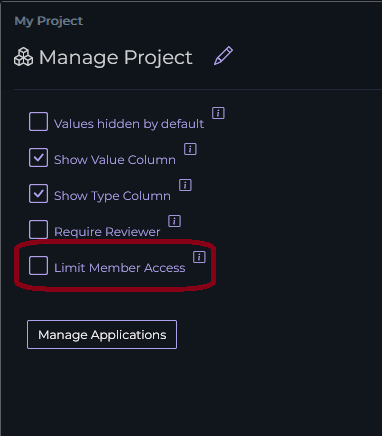 My Project
Manage Project
Values hidden by default i
Show Value Column i
Show Type Column i
Require Reviewer i
Limit Member Access i
Manage Applications